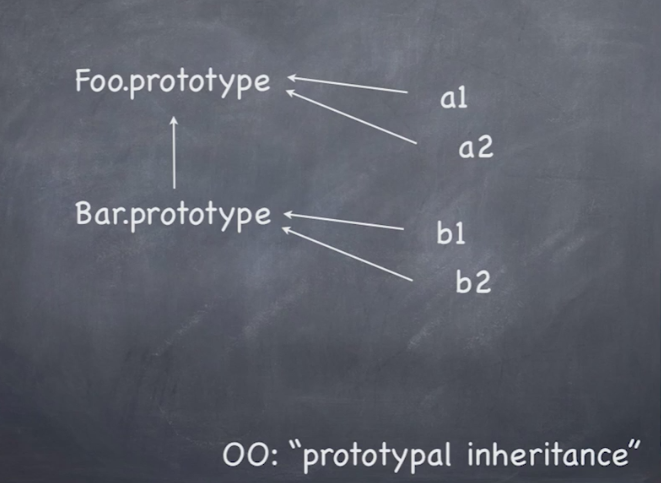 Foo.prototype
a1
a2
Bar.prototype
b1
b2
OO: “prototypal inheritance”